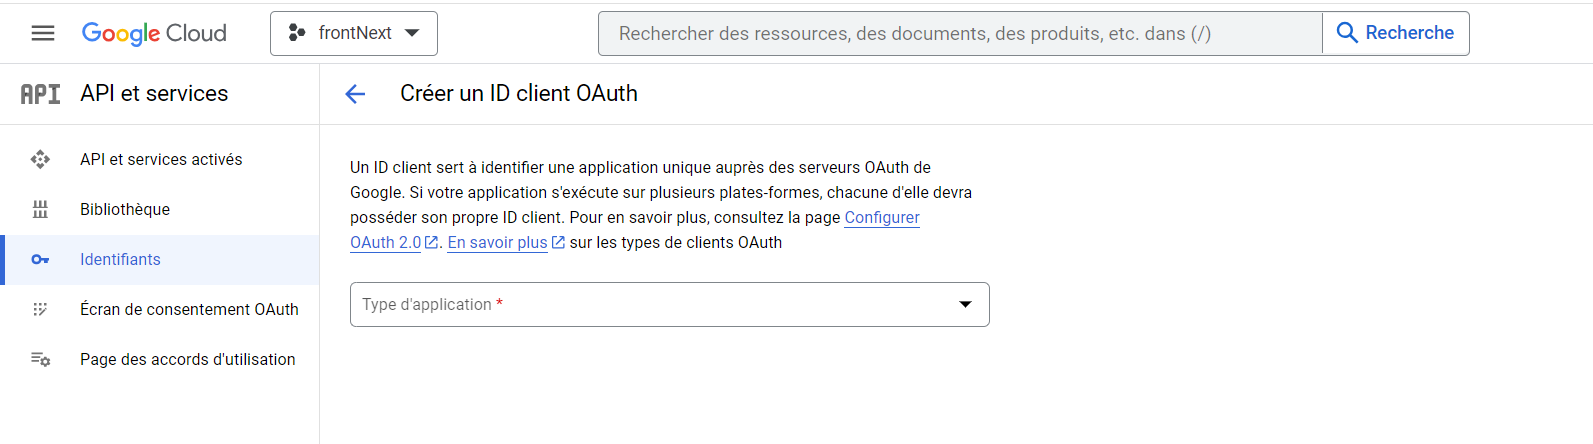 Google Cloud
frontNext
Rechercher des ressources, des documents, des produits, etc. dans (/)
Recherche
API
API et services
Créer un ID client OAuth
API et services activés
Bibliothèque
Identifiants
Écran de consentement OAuth
Page des accords d'utilisation
Un ID client sert à identifier une application unique auprès des serveurs OAuth de
Google. Si votre application s'exécute sur plusieurs plates-formes, chacune d'elle devra
posséder son propre ID client. Pour en savoir plus, consultez la page Configurer
OAuth 2.0. En savoir plus sur les types de clients OAuth
Type d'application *